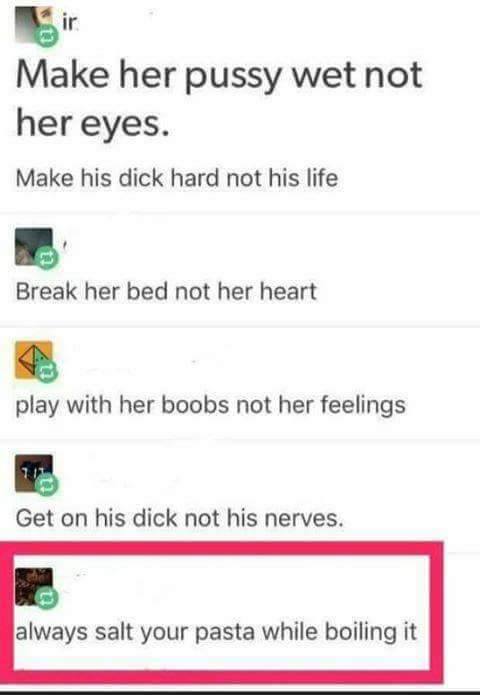 ir
Make her pussy wet not
her eyes.
Make his dick hard not his life
Break her bed not her heart
play with her boobs not her feelings
Get on his dick not his nerves.
always salt your pasta while boiling it